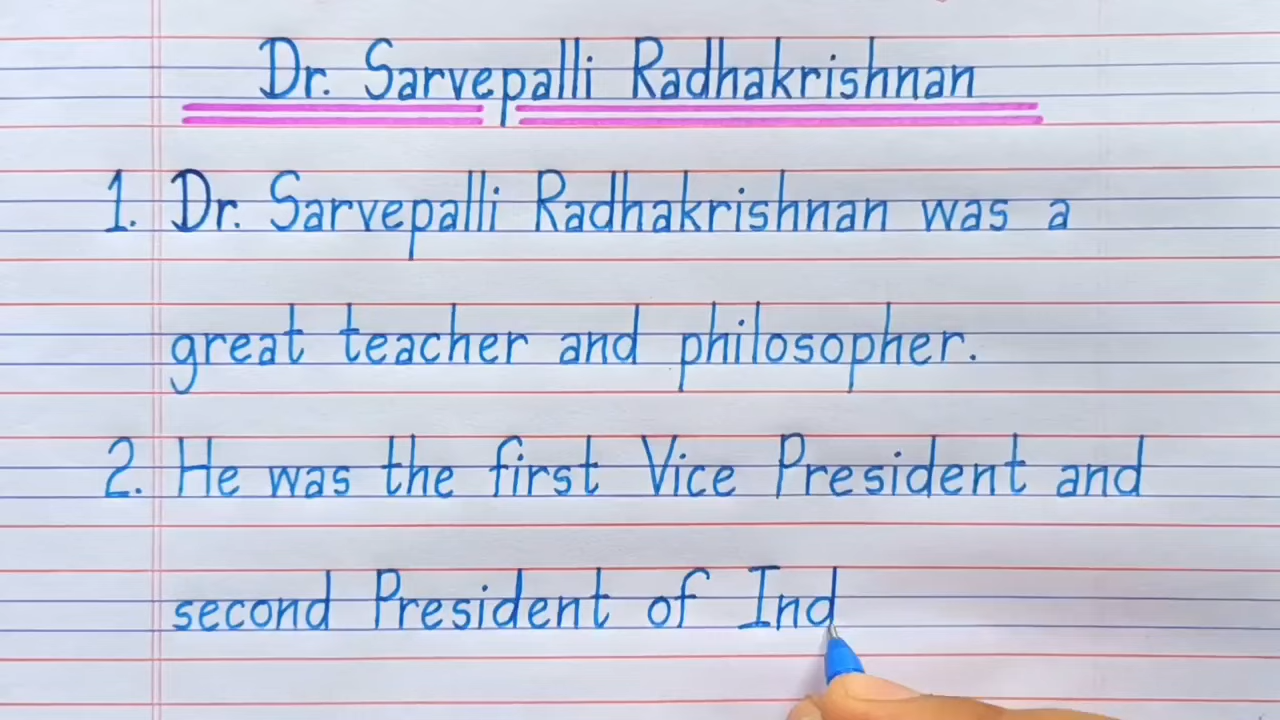 Dr. Sarvepalli Radhakrishnan
1. Dr. Sarvepalli Radhakrishnan was a
great teacher and philosopher.
2. He was the first Vice President and
second President of Ind